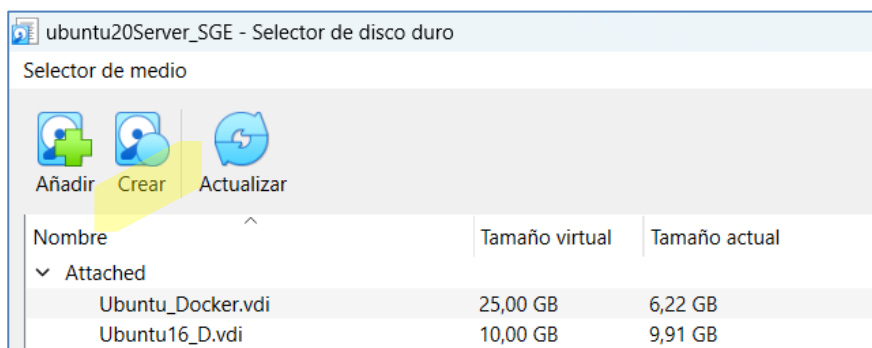 ubuntu20Server_SGE - Selector de disco duro
Selector de medio
Añadir Crear Actualizar
Nombre Tamaño virtual Tamaño actual
Attached
Ubuntu_Docker.vdi 25,00 GB 6,22 GB
Ubuntu16_D.vdi 10,00 GB 9,91 GB